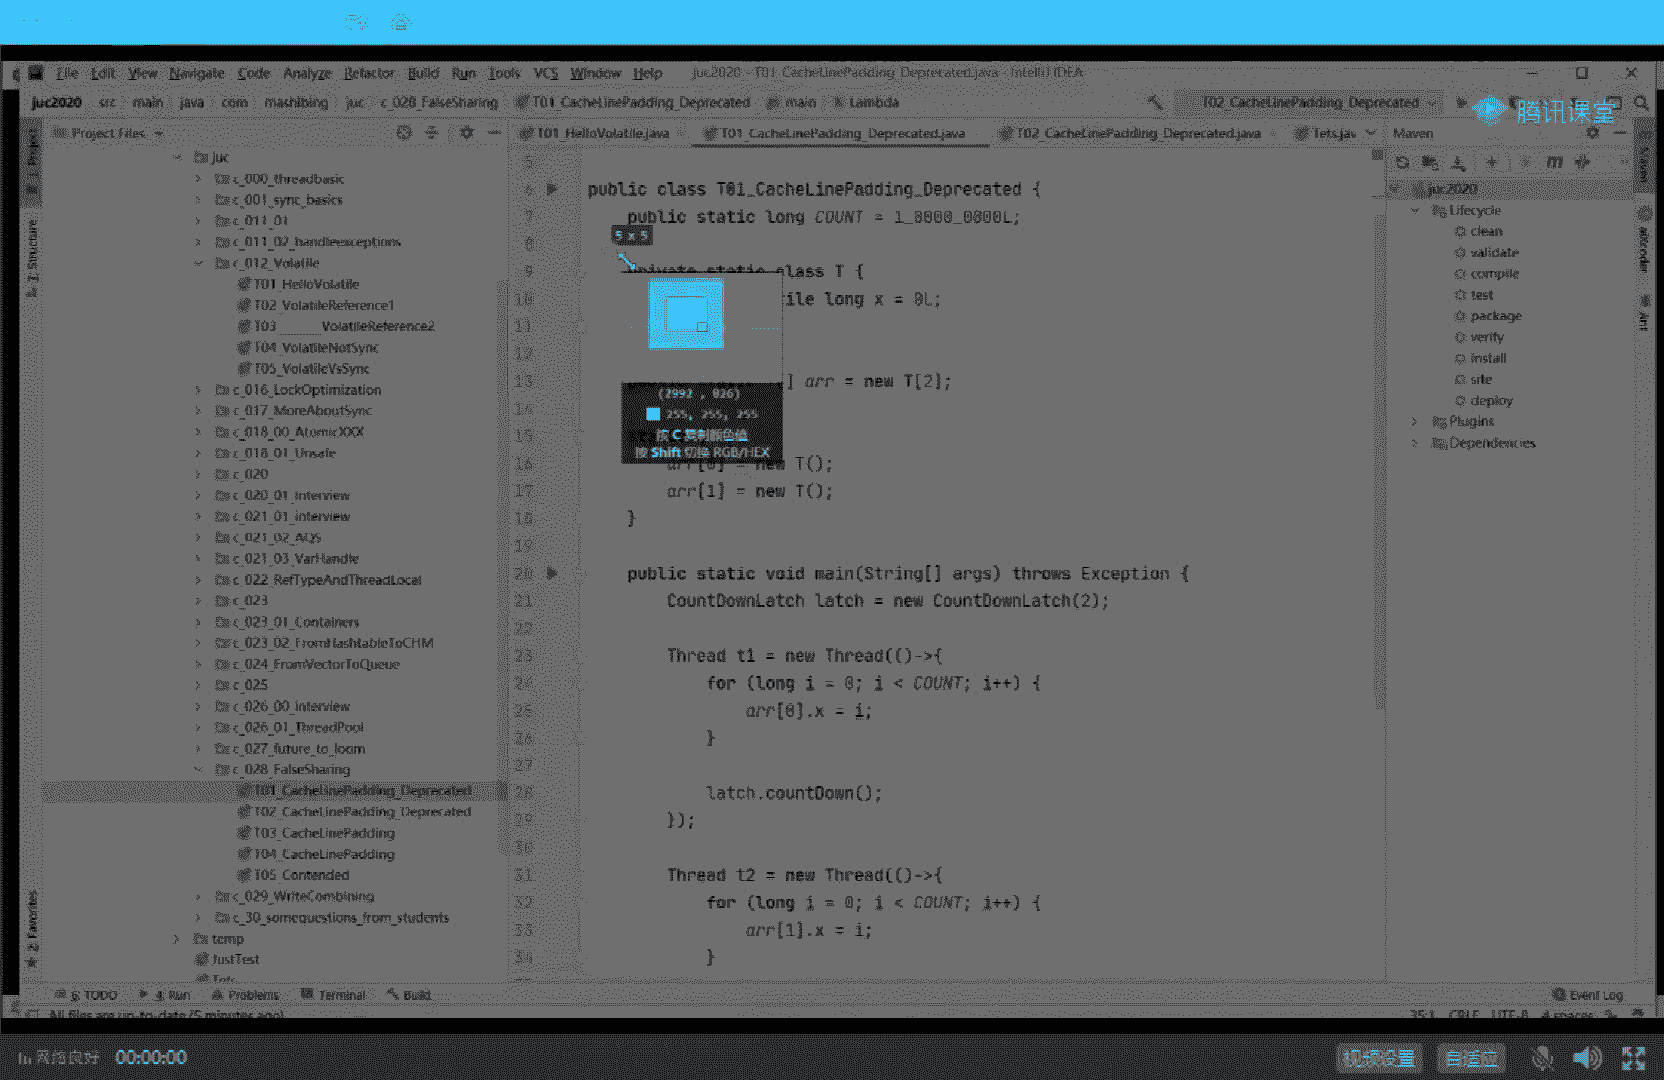 File Edit View Navigate Code Analyze Refactor Build Run Tools VCS Window Help juc2020 - T01_CacheLinePadding_Deprecated.java - IntelliJ IDEA
juc2020 src main java com mashibing juc c_028_FalseSharing T01_CacheLinePadding_Deprecated main Lambda T02_CacheLinePadding_Deprecated
腾讯课堂
Project Files T01_HelloVolatile.java T01_CacheLinePadding_Deprecated.java T02_CacheLinePadding_Deprecated.java Tets.jav Maven
juc
c_000_threadbasic
c_001_sync_basics
c_011_01
c_011_02_handleexceptions
c_012_Volatile
T01_HelloVolatile
T02_VolatileReference1
T03______VolatileReference2
T04_VolatileNotSync
T05_VolatileVsSync
c_016_LockOptimization
c_017_MoreAboutSync
c_018_00_AtomicXXX
c_018_01_Unsafe
c_020
c_020_01_Interview
c_021_01_interview
c_021_02_AQS
c_021_03_VarHandle
c_022_RefTypeAndThreadLocal
c_023
c_023_01_Containers
c_023_02_FromHashtableToCHM
c_024_FromVectorToQueue
c_025
c_026_00_interview
c_026_01_ThreadPool
c_027_future_to_loom
c_028_FalseSharing
T01_CacheLinePadding_Deprecated
T02_CacheLinePadding_Deprecated
T03_CacheLinePadding
T04_CacheLinePadding
T05_Contended
c_029_WriteCombining
c_30_somequestions_from_students
temp
JustTest
1: Project
7: Structure
2: Favorites
5
6 public class T01_CacheLinePadding_Deprecated {
7 public static long COUNT = 1_0000_0000L;
8
9 private static class T {
10 ile long x = 0L;
11
12
13 ] arr = new T[2];
14
15
16 arr[0] = new T();
17 arr[1] = new T();
18 }
19
20 public static void main(String[] args) throws Exception {
21 CountDownLatch latch = new CountDownLatch(2);
22
23 Thread t1 = new Thread(()->{
24 for (long i = 0; i < COUNT; i++) {
25 arr[0].x = i;
26 }
27
28 latch.countDown();
29 });
30
31 Thread t2 = new Thread(()->{
32 for (long i = 0; i < COUNT; i++) {
33 arr[1].x = i;
34 }
5 x 5
(2992 , 826)
255, 255, 255
按 C 复制颜色值
按 Shift 切换 RGB/HEX
juc2020
Lifecycle
clean
validate
compile
test
package
verify
install
site
deploy
Plugins
Dependencies
Maven
Ant
6: TODO 4: Run Problems Terminal Build Event Log
All files are up-to-date (5 minutes ago) 35:1 CRLF UTF-8 4 spaces
网络良好 00:00:00 视频设置 自适应